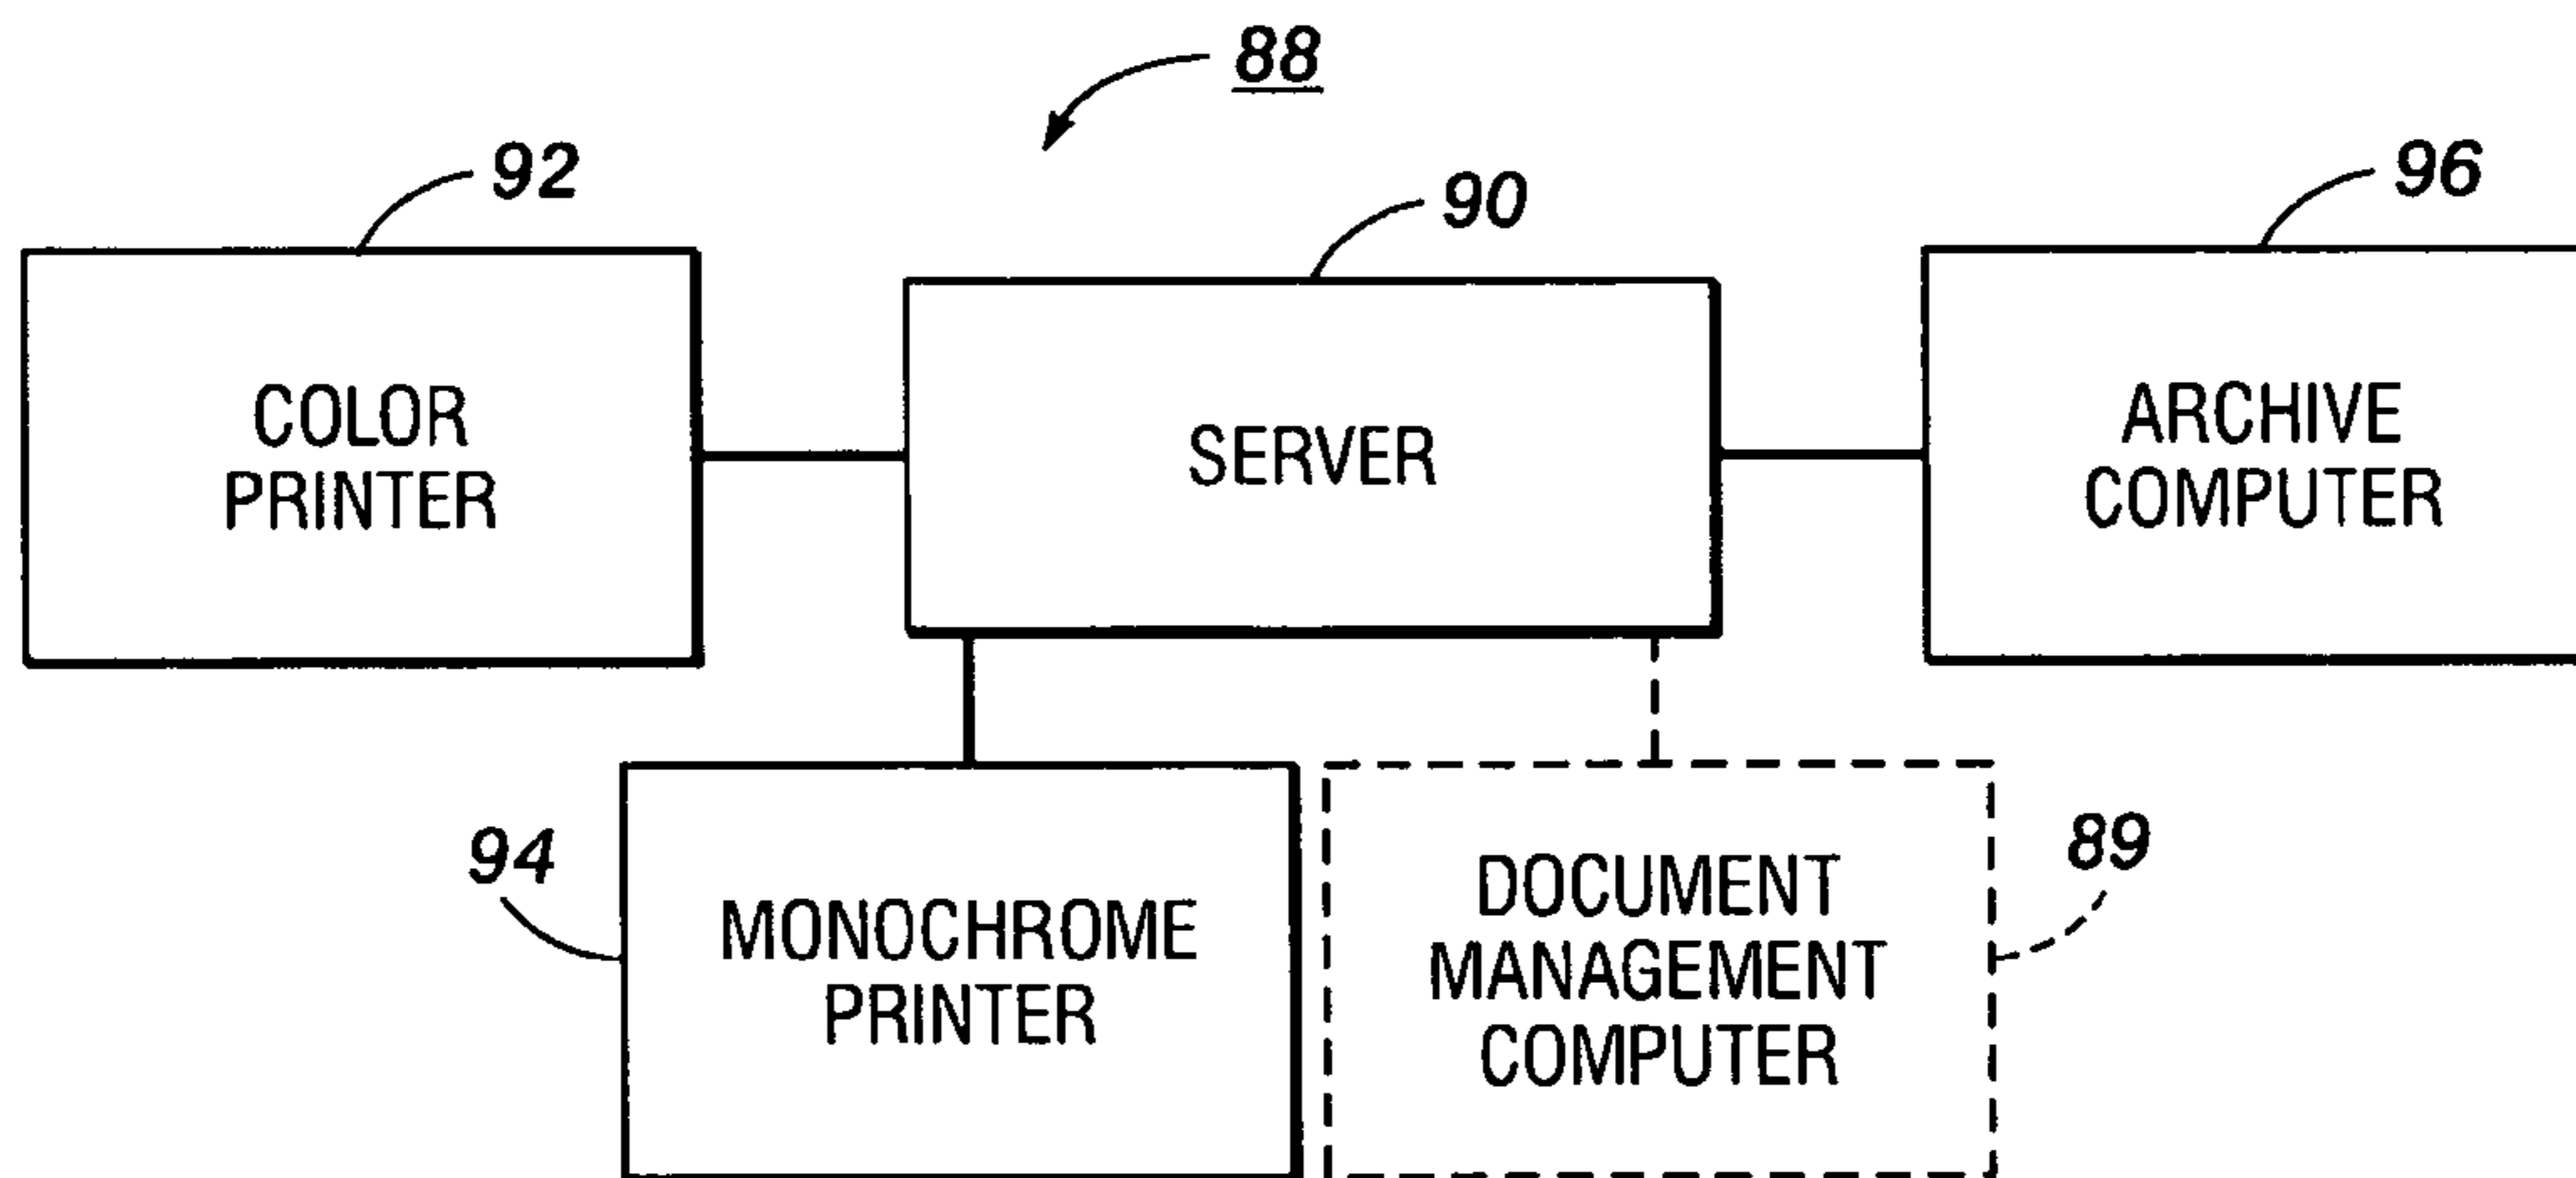 88
92
90
96
COLOR
PRINTER
SERVER
ARCHIVE
COMPUTER
94
MONOCHROME
PRINTER
DOCUMENT
MANAGEMENT
COMPUTER
89